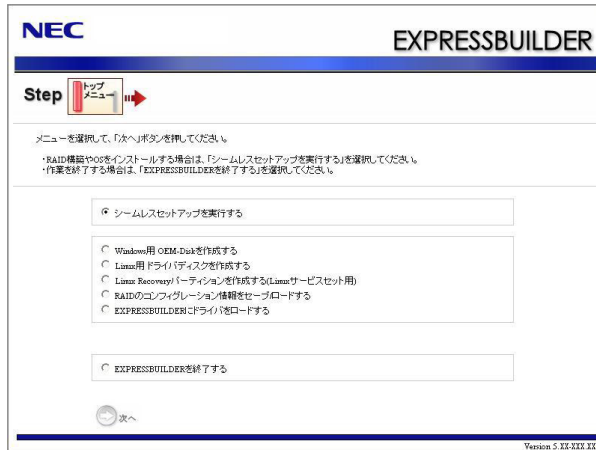 NEC
EXPRESSBUILDER
Step トップ
メニュー
メニューを選択して、「次へ」ボタンを押してください。
・RAID構築やOSをインストールする場合は、「シームレスセットアップを実行する」を選択してください。
・作業を終了する場合は、「EXPRESSBUILDERを終了する」を選択してください。
シームレスセットアップを実行する
Windows用 OEM-Diskを作成する
Linux用 ドライバディスクを作成する
Linux Recoveryパーティションを作成する(Linuxサービスセット用)
RAIDのコンフィグレーション情報をセーブ/ロードする
EXPRESSBUILDERにドライバをロードする
EXPRESSBUILDERを終了する
次へ
Version 5.XX-XXX.XX